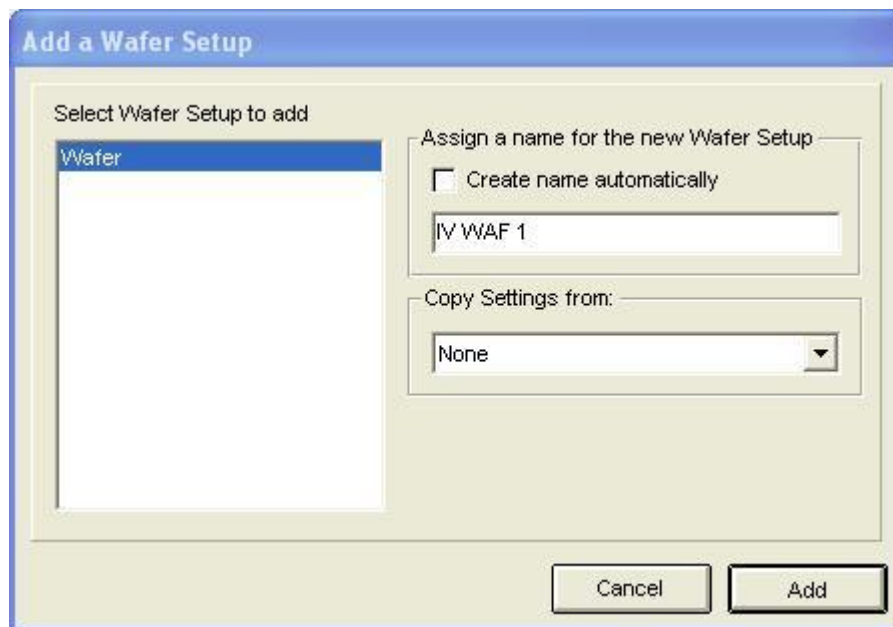 Add a Wafer Setup
Select Wafer Setup to add
Wafer
Assign a name for the new Wafer Setup
Create name automatically
IV WAF 1
Copy Settings from:
None
Cancel
Add